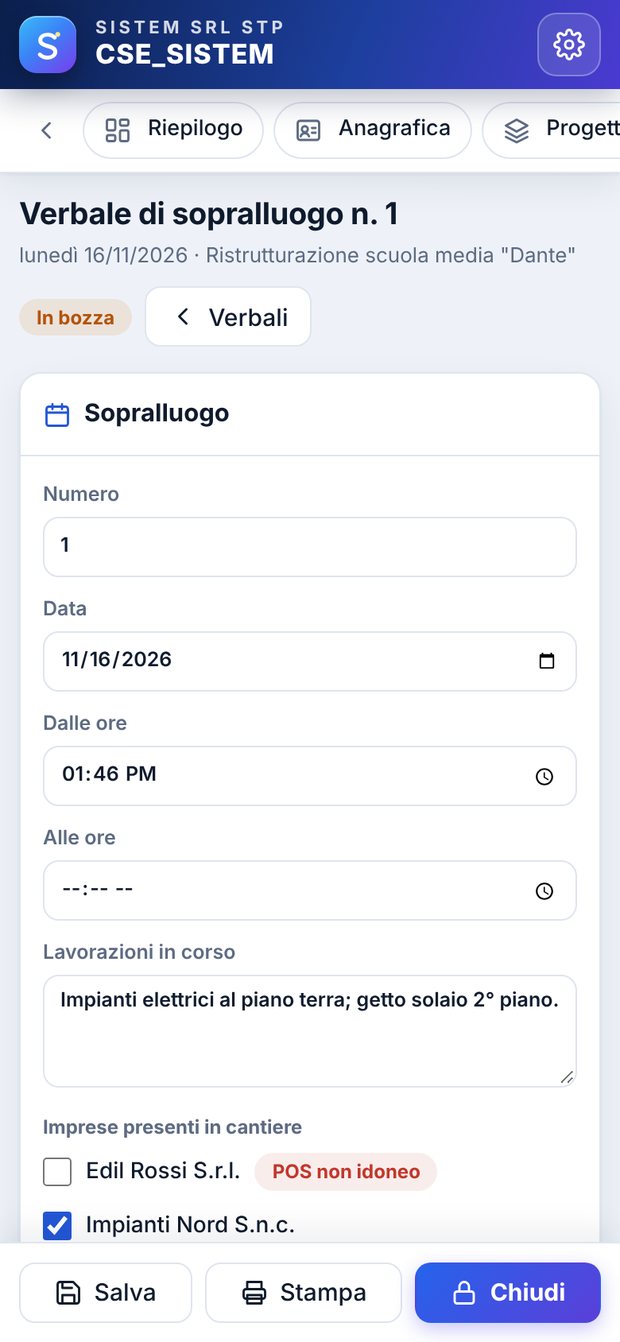 SISTEM SRL STP
CSE_SISTEM
Riepilogo
Anagrafica
Progett
Verbale di sopralluogo n. 1
lunedì 16/11/2026 · Ristrutturazione scuola media "Dante"
In bozza
Verbali
Sopralluogo
Numero
1
Data
11/16/2026
Dalle ore
01:46 PM
Alle ore
--:-- --
Lavorazioni in corso
Impianti elettrici al piano terra; getto solaio 2° piano.
Imprese presenti in cantiere
Edil Rossi S.r.l. POS non idoneo
Impianti Nord S.n.c.
Salva
Stampa
Chiudi